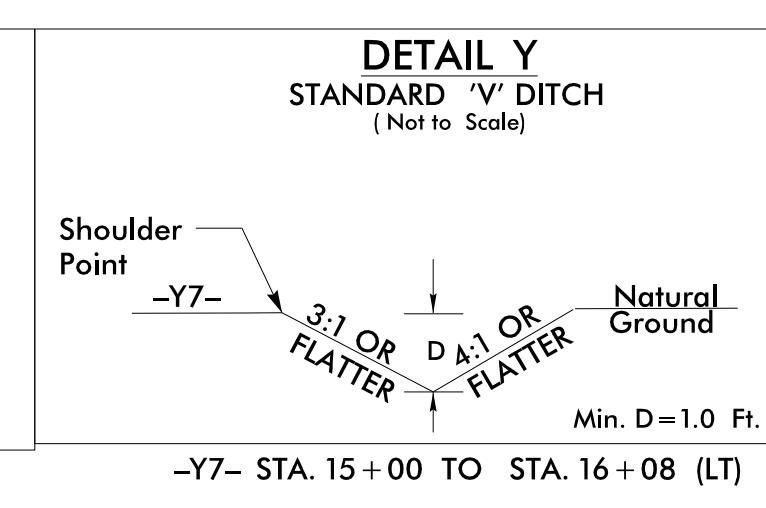 DETAIL Y
STANDARD 'V' DITCH
( Not to Scale)
Shoulder
Point
–Y7–
3:1 OR
FLATTER
D
4:1 OR
FLATTER
Natural
Ground
Min. D=1.0 Ft.
–Y7– STA. 15+00 TO STA. 16+08 (LT)